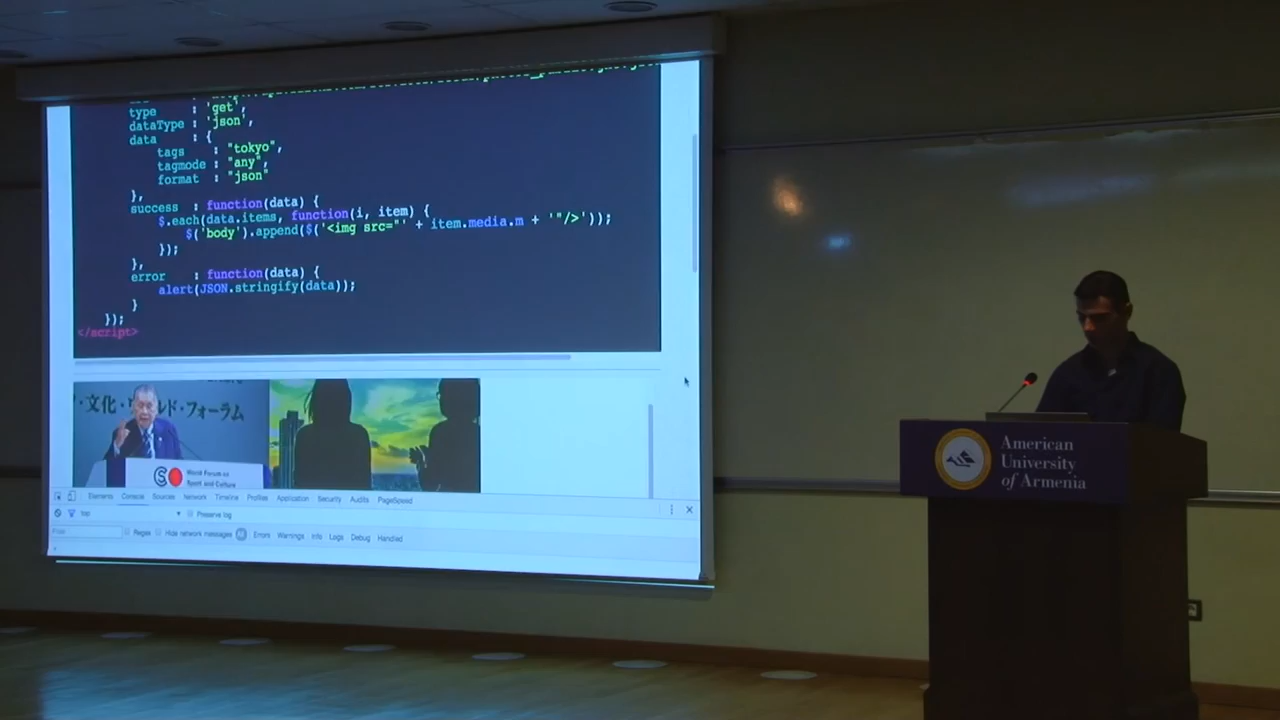 type : 'get',
dataType : 'json',
data : {
tags : "tokyo",
tagmode : "any",
format : "json"
},
success : function(data) {
$.each(data.items, function(i, item) {
$('body').append($('<img src="' + item.media.m + '"/>'));
});
},
error : function(data) {
alert(JSON.stringify(data));
}
});
</script>
・文化・
ルド・フォーラム
World Forum on
Sport and Culture
Elements Console Sources Network Timeline Profiles Application Security Audits PageSpeed
top Preserve log
Filter Regex Hide network messages All Errors Warnings Info Logs Debug Handled
American
University
of Armenia